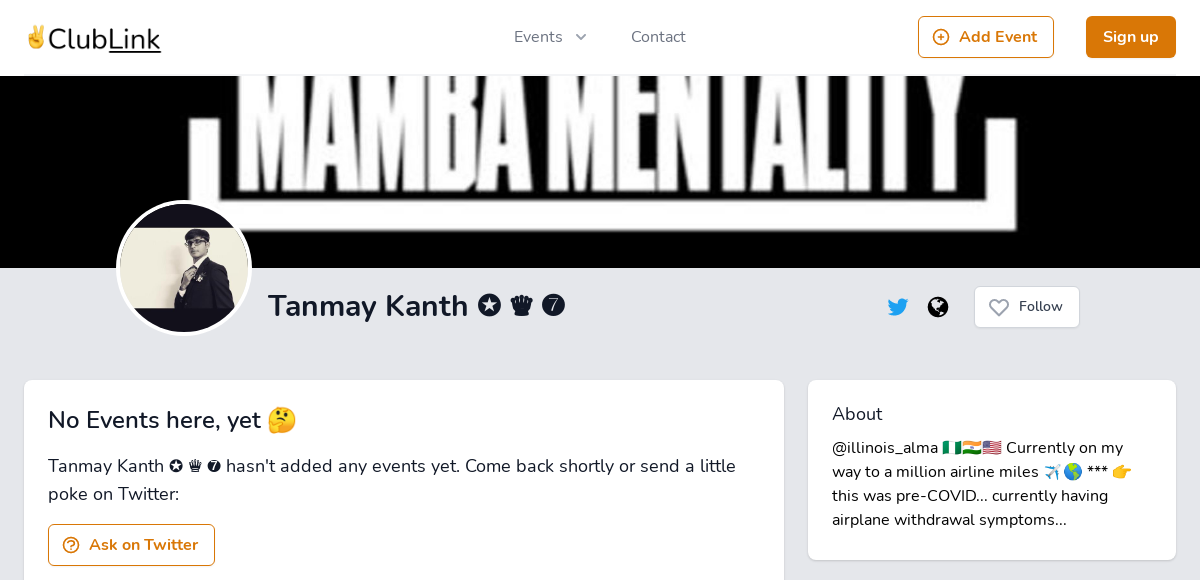 ✌️ClubLink
Events
Contact
Add Event
Sign up
MAMBA MENTALITY
Tanmay Kanth ✪ ♛ ➐
Follow
No Events here, yet 🤔
Tanmay Kanth ✪ ♛ ➐ hasn't added any events yet. Come back shortly or send a little
poke on Twitter:
Ask on Twitter
About
@illinois_alma 🇳🇬🇮🇳🇺🇸 Currently on my
way to a million airline miles ✈️🌎 *** 👉
this was pre-COVID... currently having
airplane withdrawal symptoms...